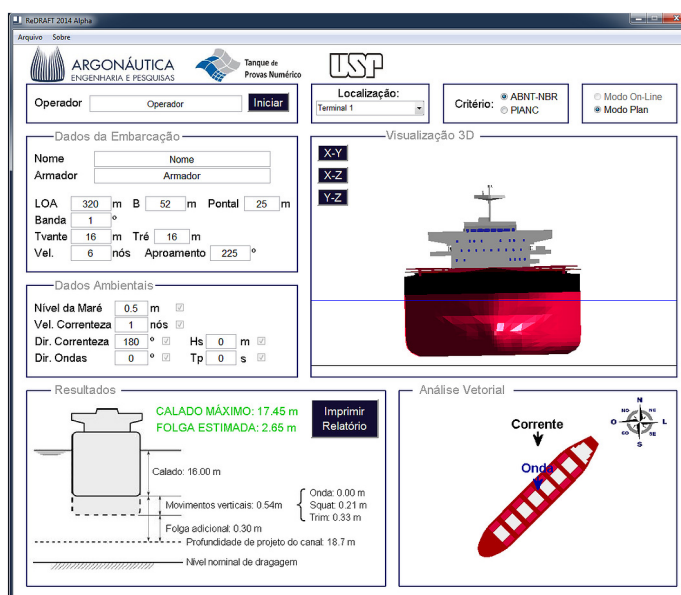 ReDRAFT 2014 Alpha
Arquivo Sobre
ARGONÁUTICA
ENGENHARIA E PESQUISAS
Tanque de
Provas Numérico
USP
Operador Operador Iniciar
Localização:
Terminal 1
Critério: ABNT-NBR
PIANC
Modo On-Line
Modo Plan
Dados da Embarcação
Nome Nome
Armador Armador
LOA 320 m B 52 m Pontal 25 m
Banda 1 º
Tvante 16 m Tré 16 m
Vel. 6 nós Aproamento 225 º
Dados Ambientais
Nível da Maré 0.5 m
Vel. Correnteza 1 nós
Dir. Correnteza 180 º Hs 0 m
Dir. Ondas 0 º Tp 0 s
Visualização 3D
X-Y
X-Z
Y-Z
Resultados
CALADO MÀXIMO: 17.45 m
FOLGA ESTIMADA: 2.65 m
Imprimir
Relatório
Calado: 16.00 m
Movimentos verticais: 0.54m
Onda: 0.00 m
Squat: 0.21 m
Trim: 0.33 m
Folga adicional: 0.30 m
Profundidade de projeto do canal: 18.7 m
Nível nominal de dragagem
Análise Vetorial
Corrente
Onda
N
NO NE
O L
SO SE
S